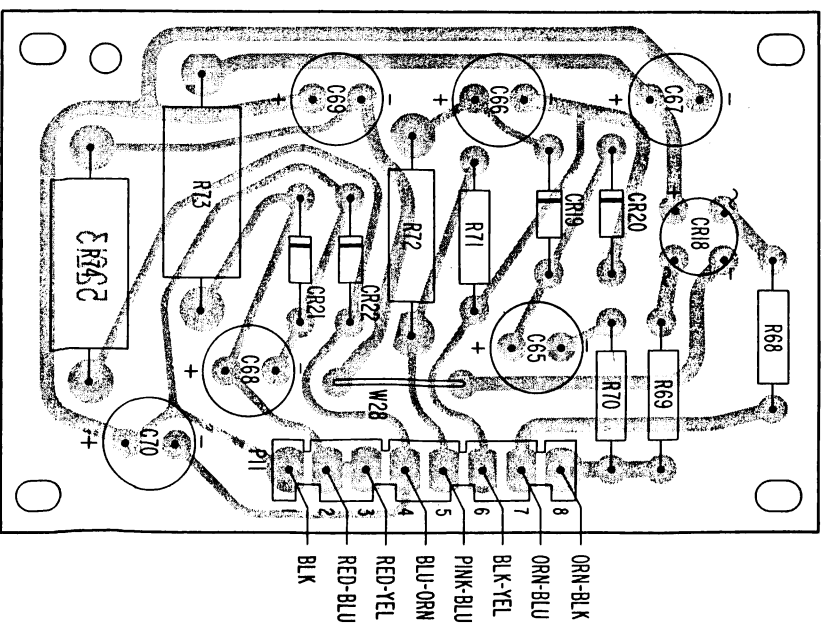 C69
C66
C67
R73
R72
R71
CR19
CR20
CR18
R74
CR21
CR22
C68
C65
R70
R69
R68
W28
C70
P11
1
2
3
4
5
6
7
8
BLK
RED-BLU
RED-YEL
BLU-ORN
PINK-BLU
BLK-YEL
ORN-BLU
ORN-BLK